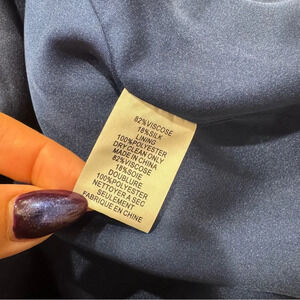 82%VISCOSE
18%SILK
LINING
100%POLYESTER
DRY CLEAN ONLY
MADE IN CHINA
82%VISCOSE
18%SOIE
DOUBLURE
100%POLYESTER
NETTOYER A SEC
SEULEMENT
FABRIQUE EN CHINE